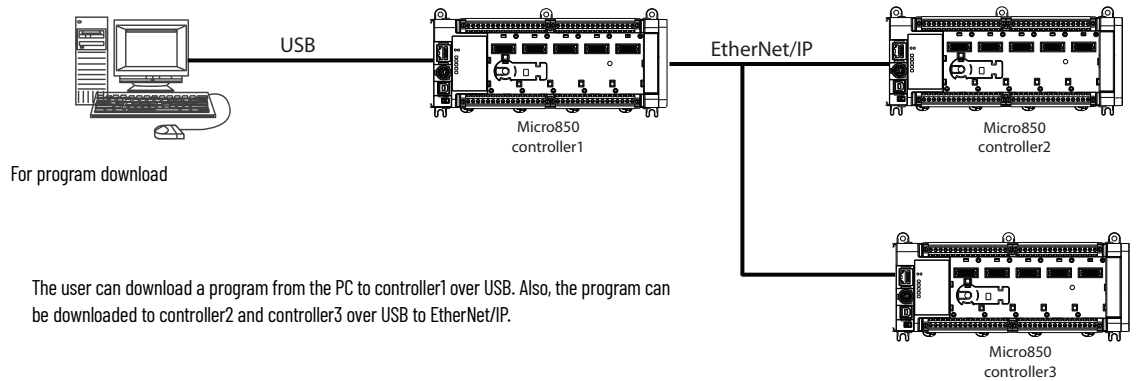 USB
EtherNet/IP
Micro850
controller1
Micro850
controller2
For program download
The user can download a program from the PC to controller1 over USB. Also, the program can
be downloaded to controller2 and controller3 over USB to EtherNet/IP.
Micro850
controller3